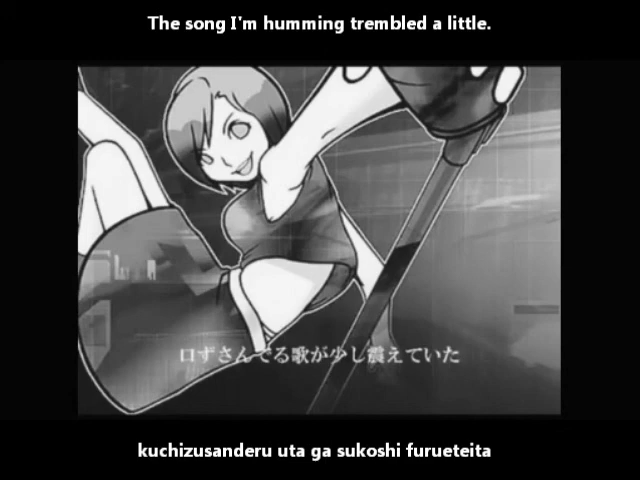 The song I'm humming trembled a little.
口ずさんでる歌が少し震えていた
kuchizusanderu uta ga sukoshi furueteita